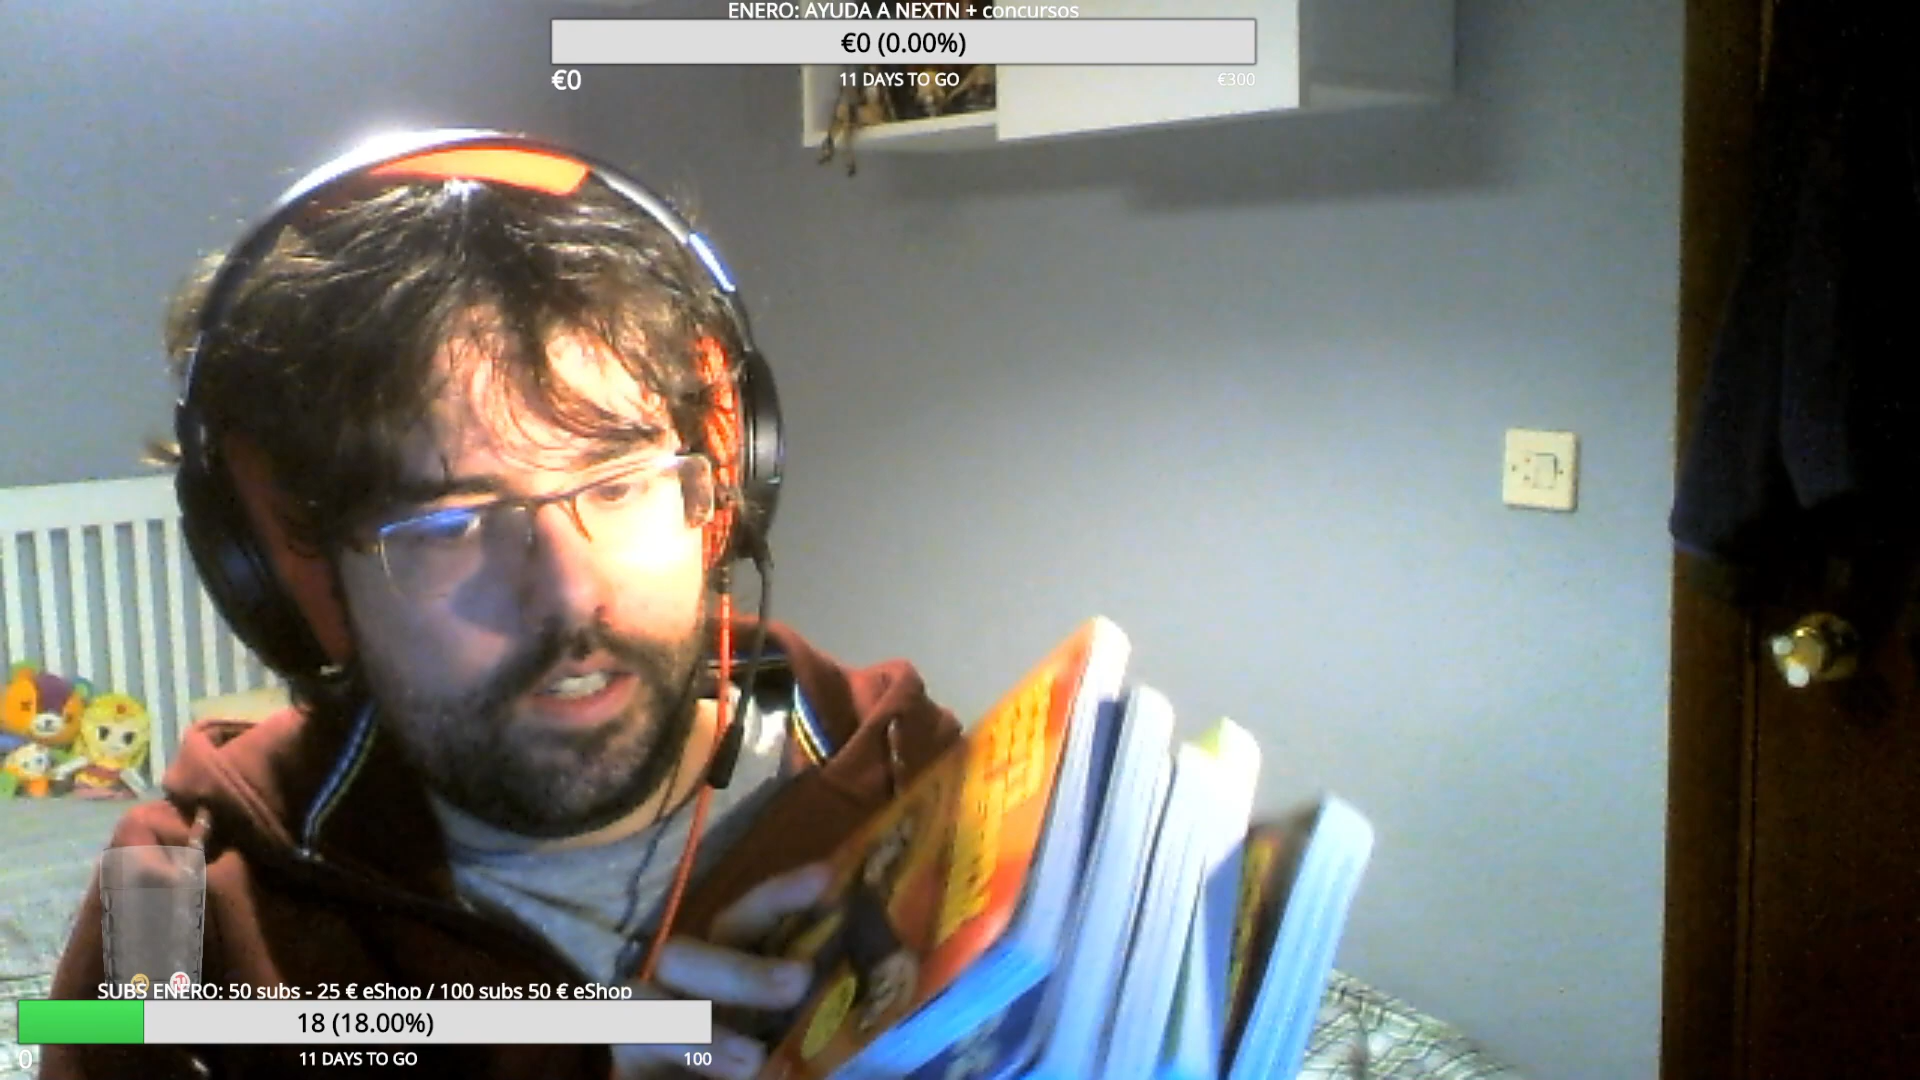 ENERO: AYUDA A NEXTN + concursos
€0 (0.00%)
€0
11 DAYS TO GO
€300
SUBS ENERO: 50 subs - 25 € eShop / 100 subs 50 € eShop
18 (18.00%)
0
11 DAYS TO GO
100